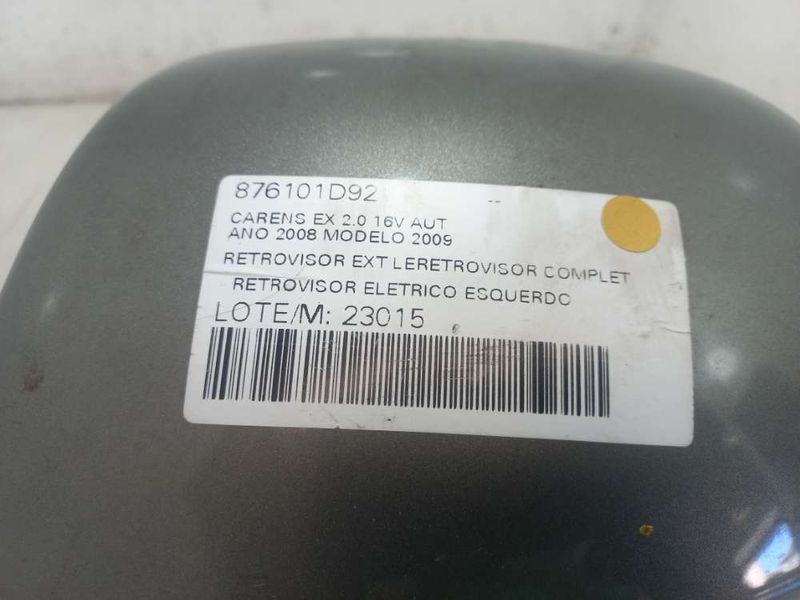 876101D92
CARENS EX 2.0 16V AUT
ANO 2008 MODELO 2009
RETROVISOR EXT LERETROVISOR COMPLET
RETROVISOR ELETRICO ESQUERDO
LOTE/M: 23015